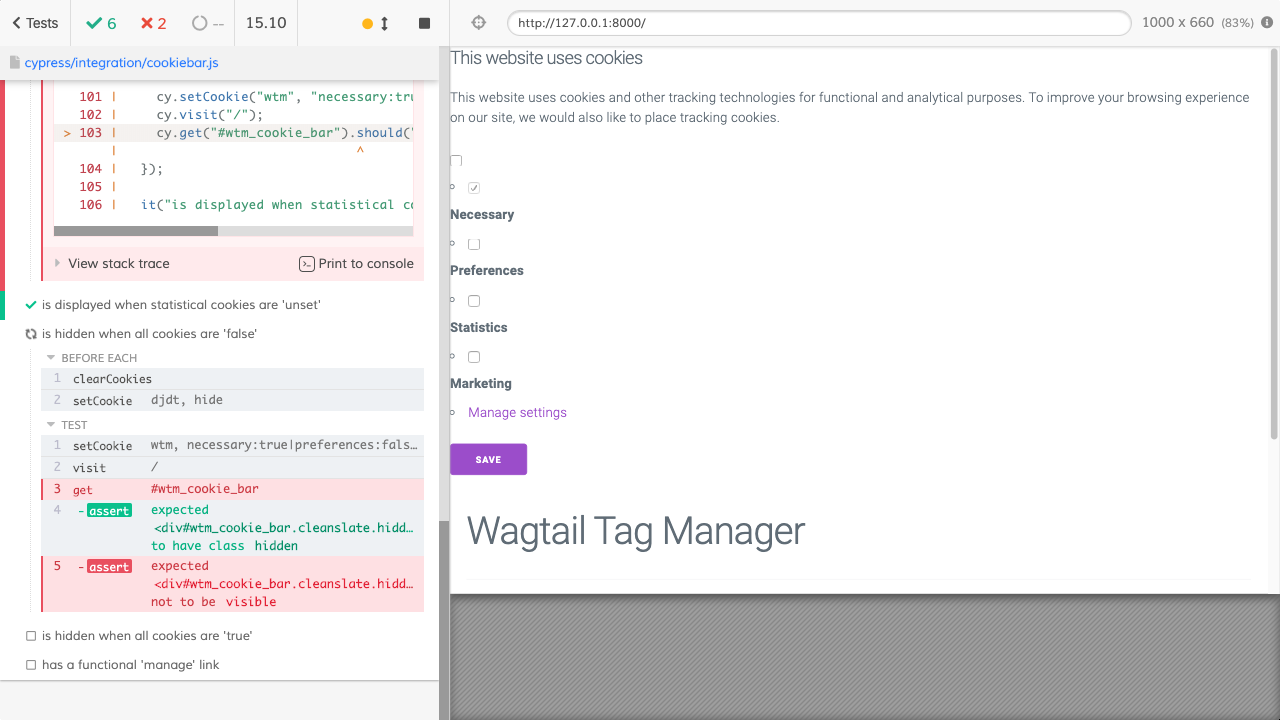 Tests
6
2
--
15.10
http://127.0.0.1:8000/
1000 x 660 (83%)
cypress/integration/cookiebar.js
101 | cy.setCookie("wtm", "necessary:tru
102 | cy.visit("/");
> 103 | cy.get("#wtm_cookie_bar").should("
| ^
104 | });
105 |
106 | it("is displayed when statistical co
View stack trace
Print to console
is displayed when statistical cookies are 'unset'
is hidden when all cookies are 'false'
BEFORE EACH
1 clearCookies
2 setCookie djdt, hide
TEST
1 setCookie wtm, necessary:true|preferences:fals…
2 visit /
3 get #wtm_cookie_bar
4 -assert expected
<div#wtm_cookie_bar.cleanslate.hidd…
to have class hidden
5 -assert expected
<div#wtm_cookie_bar.cleanslate.hidd…
not to be visible
is hidden when all cookies are 'true'
has a functional 'manage' link
This website uses cookies
This website uses cookies and other tracking technologies for functional and analytical purposes. To improve your browsing experience
on our site, we would also like to place tracking cookies.
Necessary
Preferences
Statistics
Marketing
Manage settings
SAVE
Wagtail Tag Manager